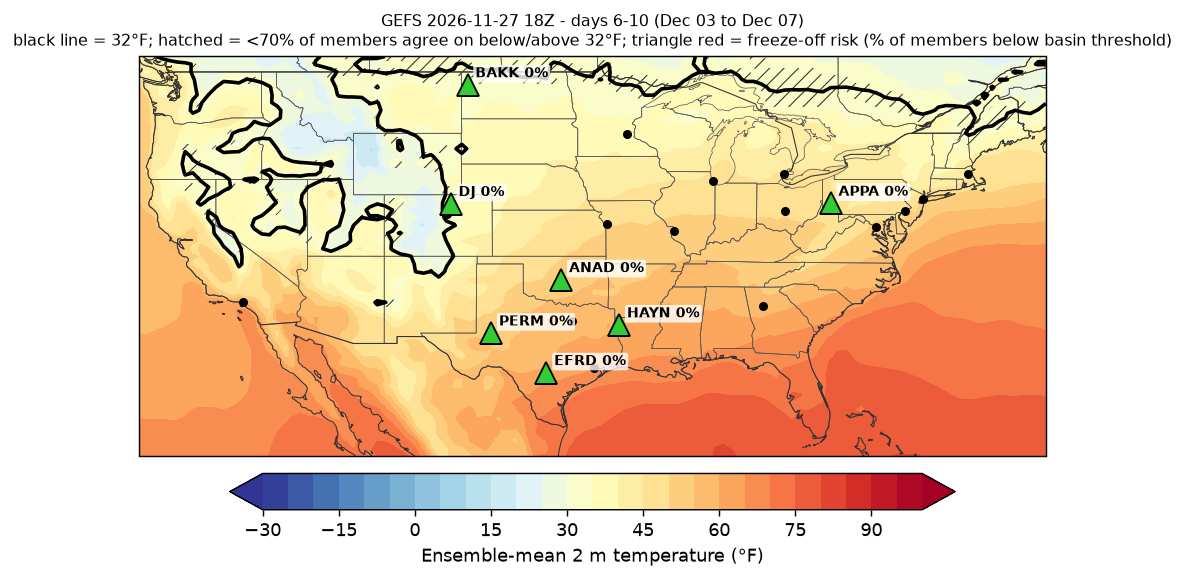 GEFS 2026-11-27 18Z - days 6-10 (Dec 03 to Dec 07)
black line = 32°F; hatched = <70% of members agree on below/above 32°F; triangle red = freeze-off risk (% of members below basin threshold)
BAKK 0%
DJ 0%
APPA 0%
ANAD 0%
HAYN 0%
PERM 0%
EFRD 0%
−30 −15 0 15 30 45 60 75 90
Ensemble-mean 2 m temperature (°F)